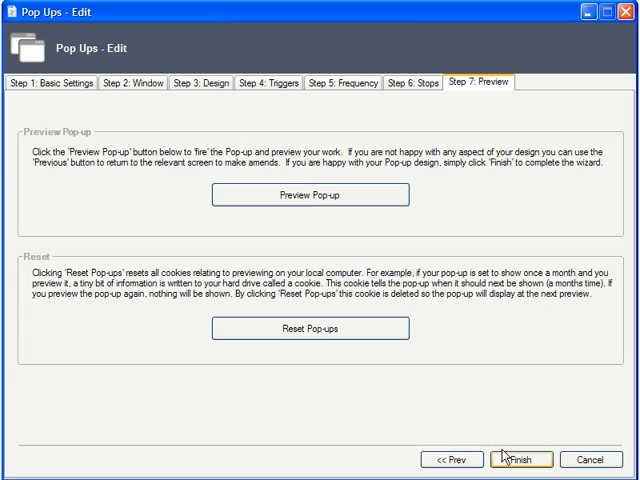 Pop Ups - Edit
Pop Ups - Edit
Step 1: Basic Settings Step 2: Window Step 3: Design Step 4: Triggers Step 5: Frequency Step 6: Stops Step 7: Preview
Preview Pop-up
Click the 'Preview Pop-up' button below to 'fire' the Pop-up and preview your work. If you are not happy with any aspect of your design you can use the
'Previous' button to return to the relevant screen to make amends. If you are happy with your Pop-up design, simply click 'Finish' to complete the wizard.
Preview Pop-up
Reset
Clicking 'Reset Pop-ups' resets all cookies relating to previewing on your local computer. For example, if your pop-up is set to show once a month and you
preview it, a tiny bit of information is written to your hard drive called a cookie. This cookie tells the pop-up when it should next be shown (a months time). If
you preview the pop-up again, nothing will be shown. By clicking 'Reset Pop-ups' this cookie is deleted so the pop-up will display at the next preview.
Reset Pop-ups
<< Prev Finish Cancel